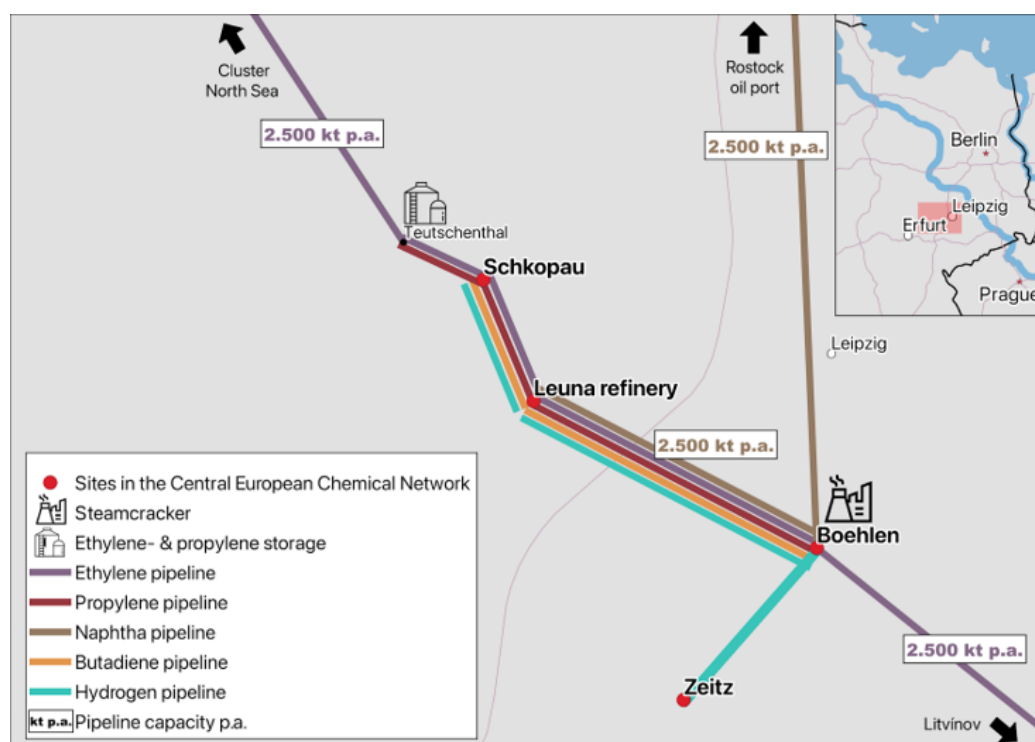 Cluster
North Sea
Rostock
oil port
2.500 kt p.a.
2.500 kt p.a.
Berlin
Leipzig
Erfurt
Prague
Teutschenthal
Schkopau
Leipzig
Leuna refinery
2.500 kt p.a.
Boehlen
Zeitz
2.500 kt p.a.
Litvínov
Sites in the Central European Chemical Network
Steamcracker
Ethylene- & propylene storage
Ethylene pipeline
Propylene pipeline
Naphtha pipeline
Butadiene pipeline
Hydrogen pipeline
kt p.a. Pipeline capacity p.a.